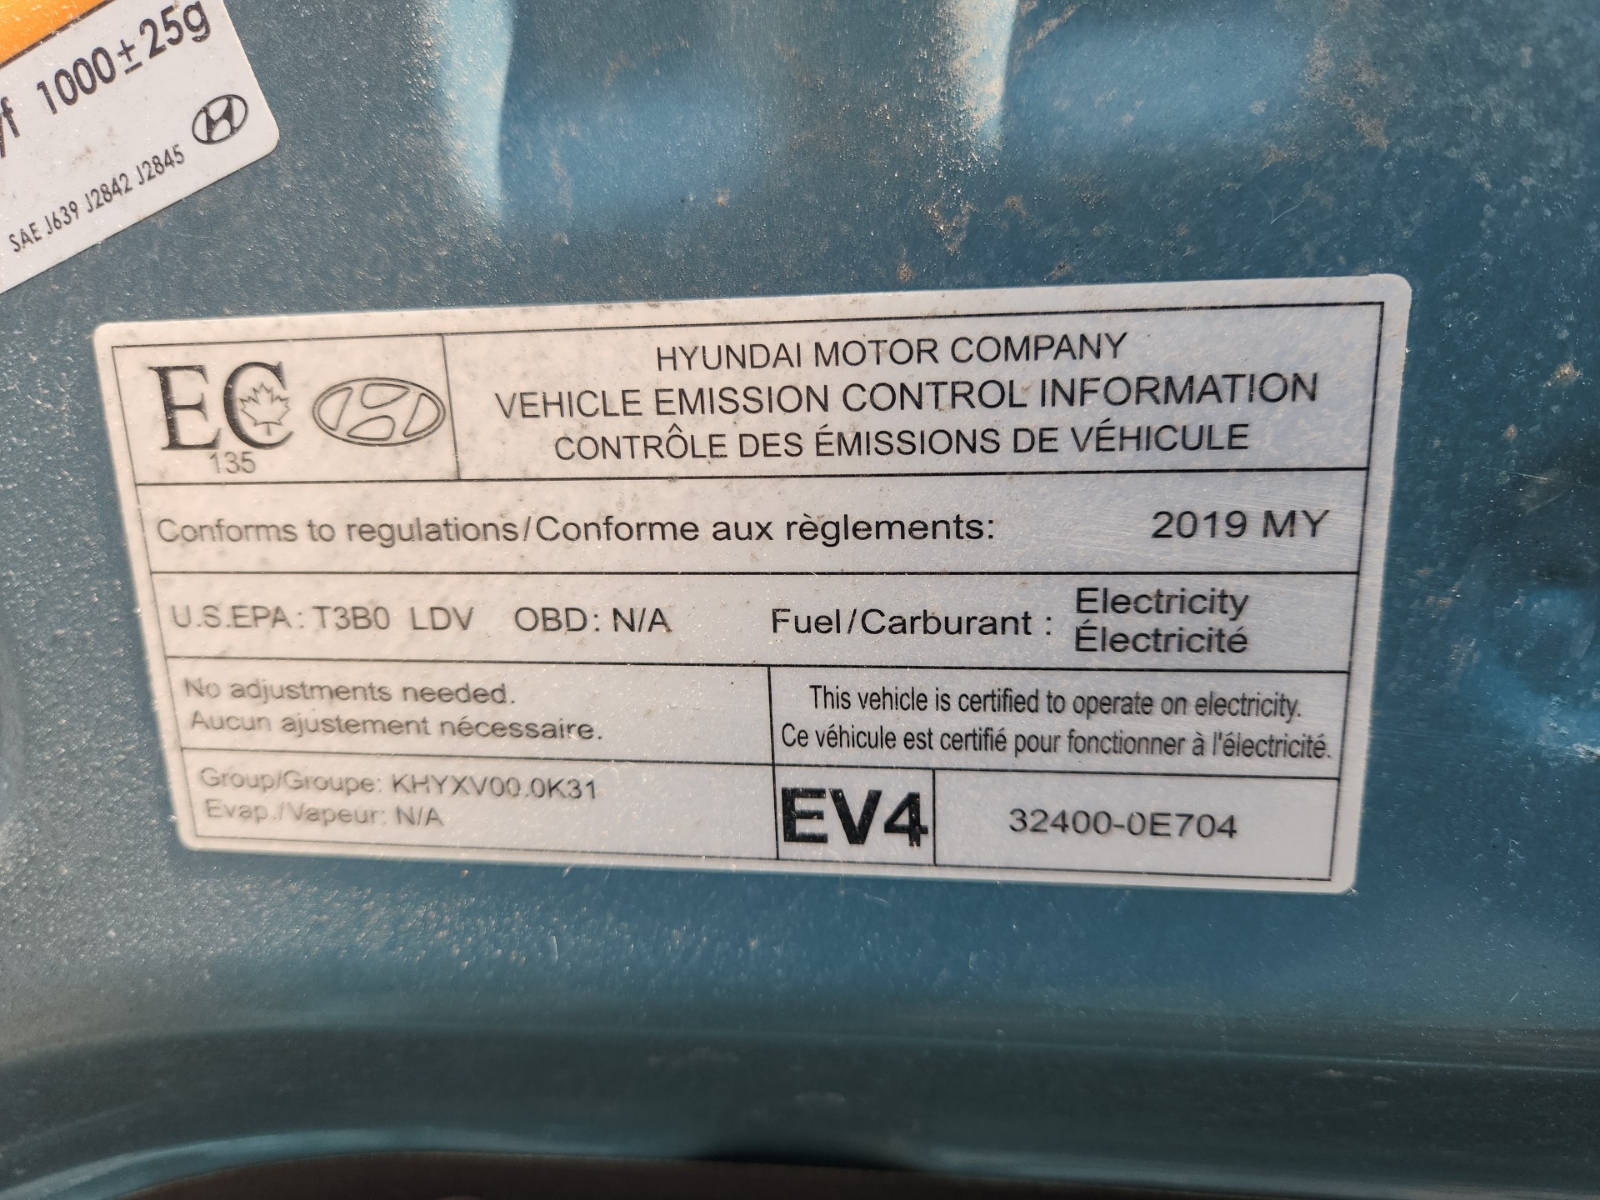 yf 1000±25g
SAE J639 J2842 J2845
EC
135
HYUNDAI MOTOR COMPANY
VEHICLE EMISSION CONTROL INFORMATION
CONTRÔLE DES ÉMISSIONS DE VÉHICULE
Conforms to regulations/Conforme aux règlements: 2019 MY
U.S.EPA: T3B0 LDV OBD: N/A Fuel/Carburant : Electricity
Électricité
No adjustments needed.
Aucun ajustement nécessaire.
This vehicle is certified to operate on electricity.
Ce véhicule est certifié pour fonctionner à l'électricité.
Group/Groupe: KHYXV00.0K31
Evap./Vapeur: N/A
EV4
32400-0E704